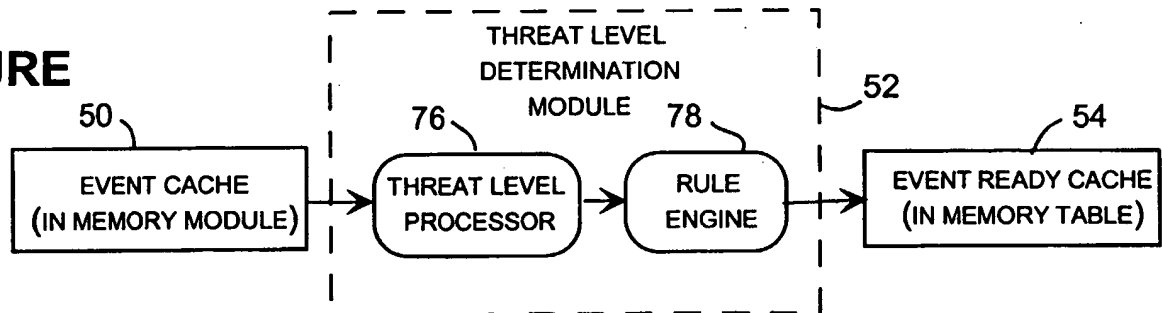 URE
THREAT LEVEL
DETERMINATION
MODULE
52
50
76
78
54
EVENT CACHE
(IN MEMORY MODULE)
THREAT LEVEL
PROCESSOR
RULE
ENGINE
EVENT READY CACHE
(IN MEMORY TABLE)